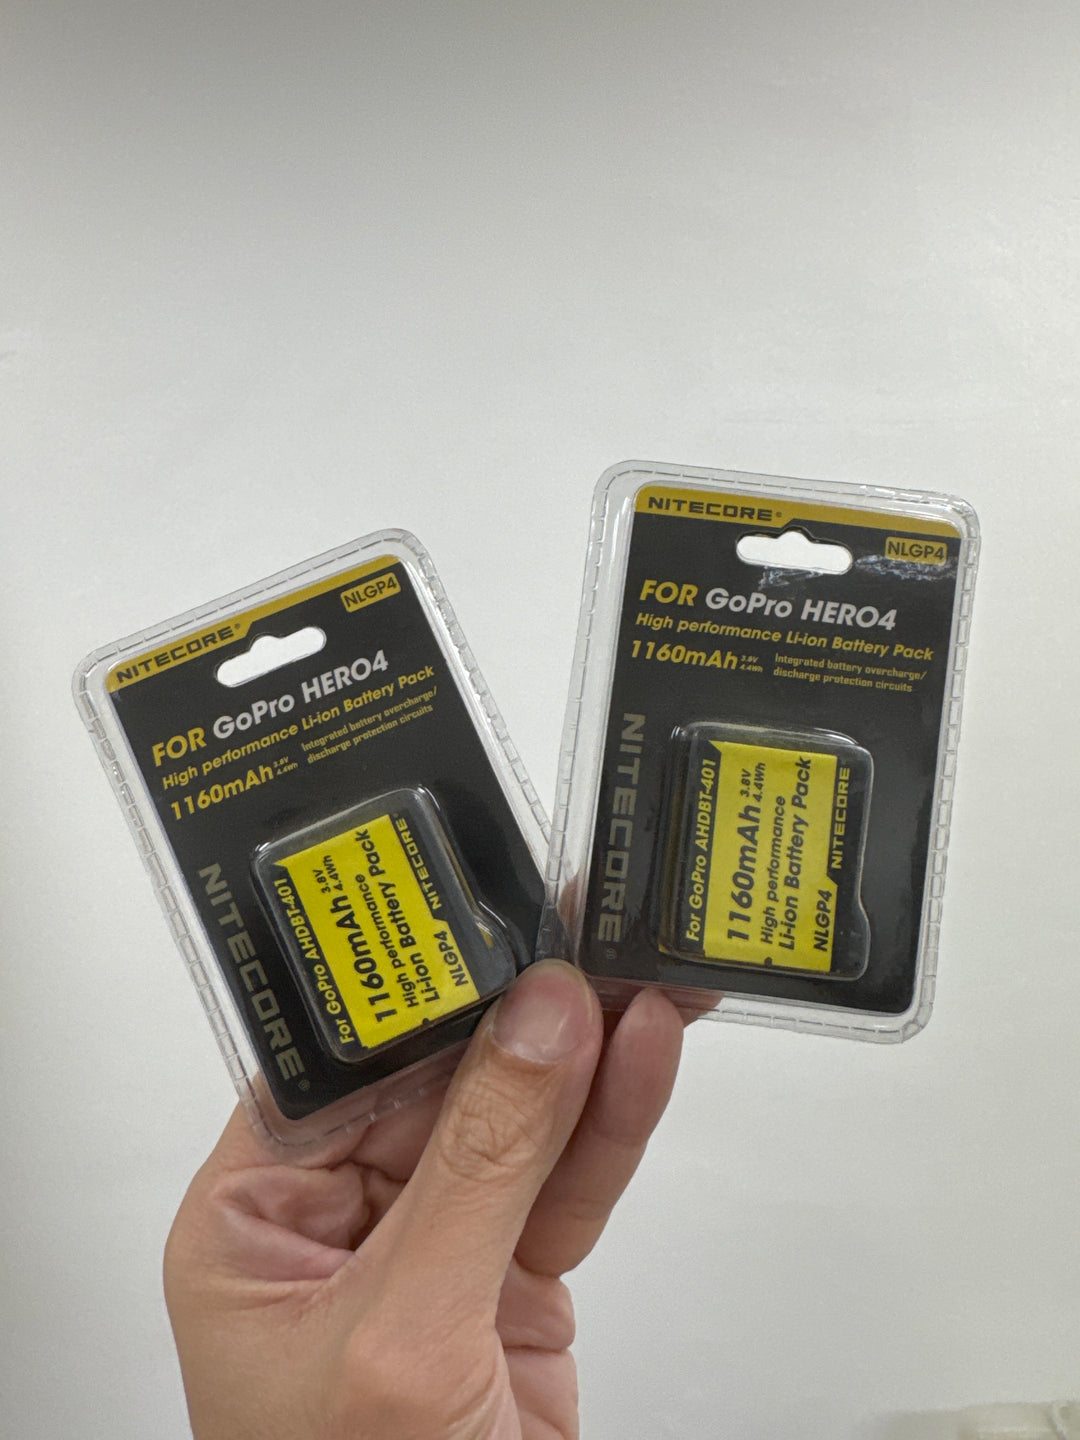 NITECORE®
NLGP4
FOR GoPro HERO4
High performance Li-ion Battery Pack
1160mAh 3.8V 4.4Wh
Integrated battery overcharge/
discharge protection circuits
NITECORE®
For GoPro AHDBT-401
1160mAh 3.8V 4.4Wh
High performance
Li-ion Battery Pack
NLGP4 NITECORE®
NITECORE®
NLGP4
FOR GoPro HERO4
High performance Li-ion Battery Pack
1160mAh 3.8V 4.4Wh
Integrated battery overcharge/
discharge protection circuits
NITECORE®
For GoPro AHDBT-401
1160mAh 3.8V 4.4Wh
High performance
Li-ion Battery Pack
NLGP4 NITECORE®